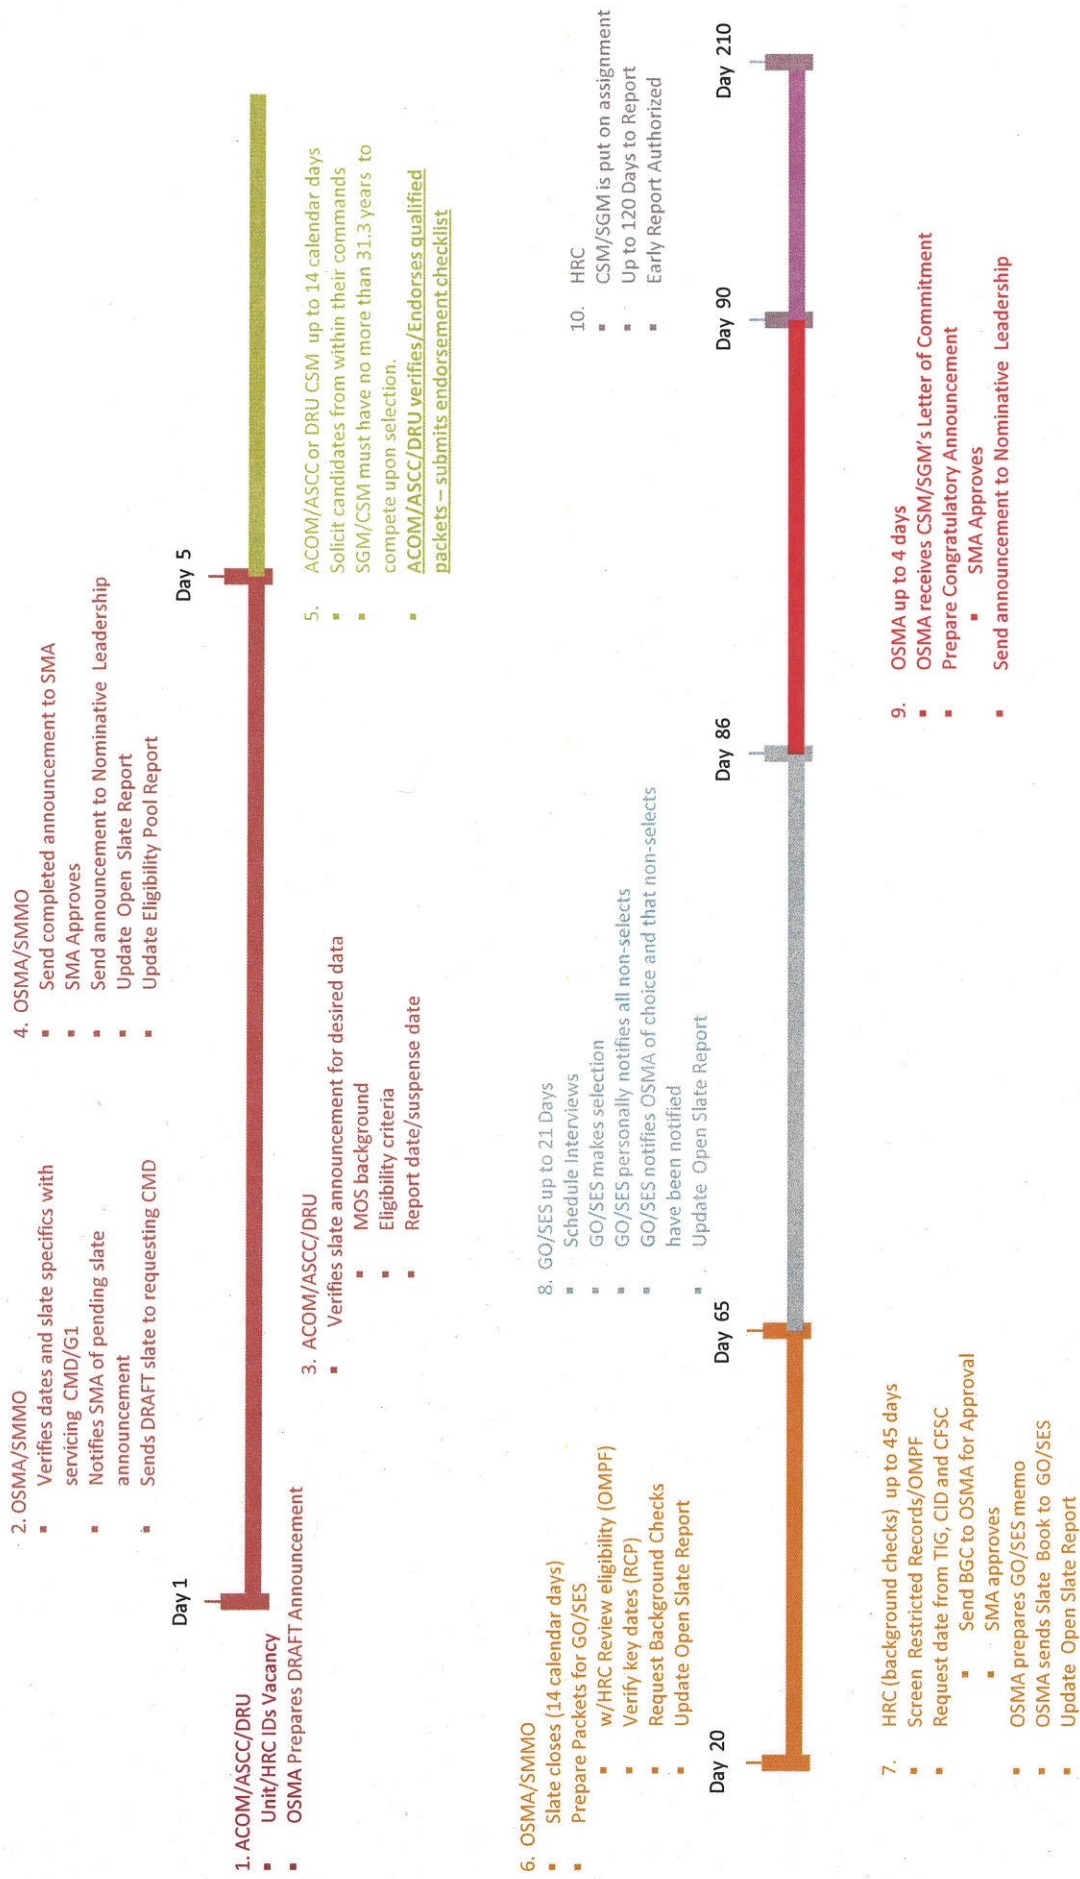 1. ACOM/ASCC/DRU
▪ Unit/HRC IDs Vacancy
▪ OSMA Prepares DRAFT Announcement
2. OSMA/SMMO
▪ Verifies dates and slate specifics with
servicing CMD/G1
▪ Notifies SMA of pending slate
announcement
▪ Sends DRAFT slate to requesting CMD
3. ACOM/ASCC/DRU
▪ Verifies slate announcement for desired data
▪ MOS background
▪ Eligibility criteria
▪ Report date/suspense date
4. OSMA/SMMO
▪ Send completed announcement to SMA
▪ SMA Approves
▪ Send announcement to Nominative Leadership
▪ Update Open Slate Report
▪ Update Eligibility Pool Report
Day 1
Day 5
5. ACOM/ASCC or DRU CSM up to 14 calendar days
▪ Solicit candidates from within their commands
▪ SGM/CSM must have no more than 31.3 years to
compete upon selection.
▪ ACOM/ASCC/DRU verifies/Endorses qualified
packets – submits endorsement checklist
6. OSMA/SMMO
▪ Slate closes (14 calendar days)
▪ Prepare Packets for GO/SES
▪ w/HRC Review eligibility (OMPF)
▪ Verify key dates (RCP)
▪ Request Background Checks
▪ Update Open Slate Report
8. GO/SES up to 21 Days
▪ Schedule Interviews
▪ GO/SES makes selection
▪ GO/SES personally notifies all non-selects
▪ GO/SES notifies OSMA of choice and that non-selects
have been notified
▪ Update Open Slate Report
10. HRC
▪ CSM/SGM is put on assignment
▪ Up to 120 Days to Report
▪ Early Report Authorized
Day 20
Day 65
Day 86
Day 90
Day 210
7. HRC (background checks) up to 45 days
▪ Screen Restricted Records/OMPF
▪ Request date from TIG, CID and CFSC
▪ Send BGC to OSMA for Approval
▪ SMA approves
▪ OSMA prepares GO/SES memo
▪ OSMA sends Slate Book to GO/SES
▪ Update Open Slate Report
9. OSMA up to 4 days
▪ OSMA receives CSM/SGM's Letter of Commitment
▪ Prepare Congratulatory Announcement
▪ SMA Approves
▪ Send announcement to Nominative Leadership